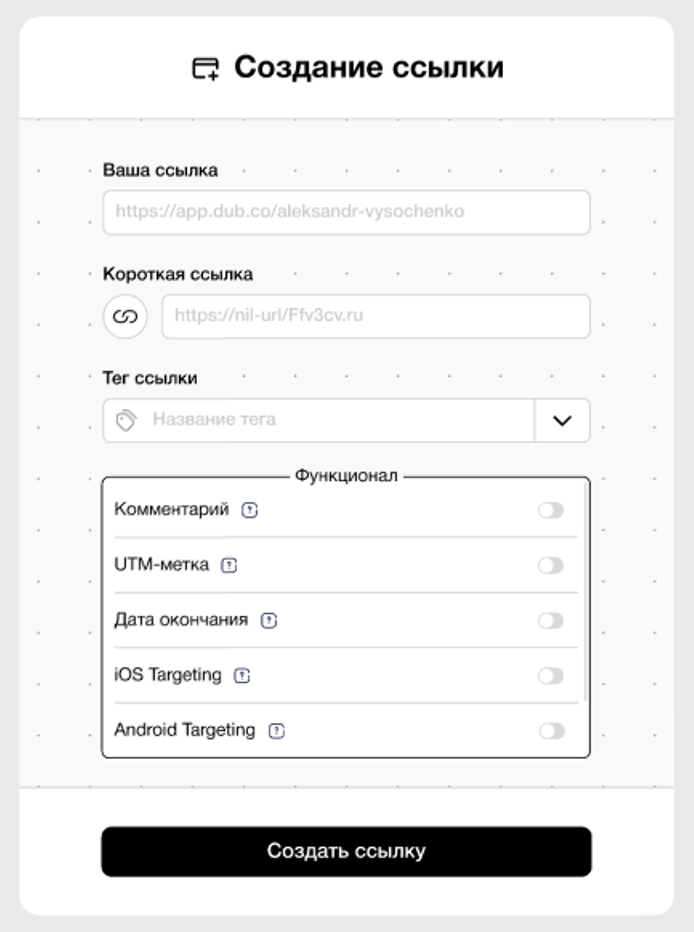 Создание ссылки
Ваша ссылка
https://app.dub.co/aleksandr-vysochenko
Короткая ссылка
https://nil-url/Ffv3cv.ru
Тег ссылки
Название тега
Функционал
Комментарий ?
UTM-метка ?
Дата окончания ?
iOS Targeting ?
Android Targeting ?
Создать ссылку